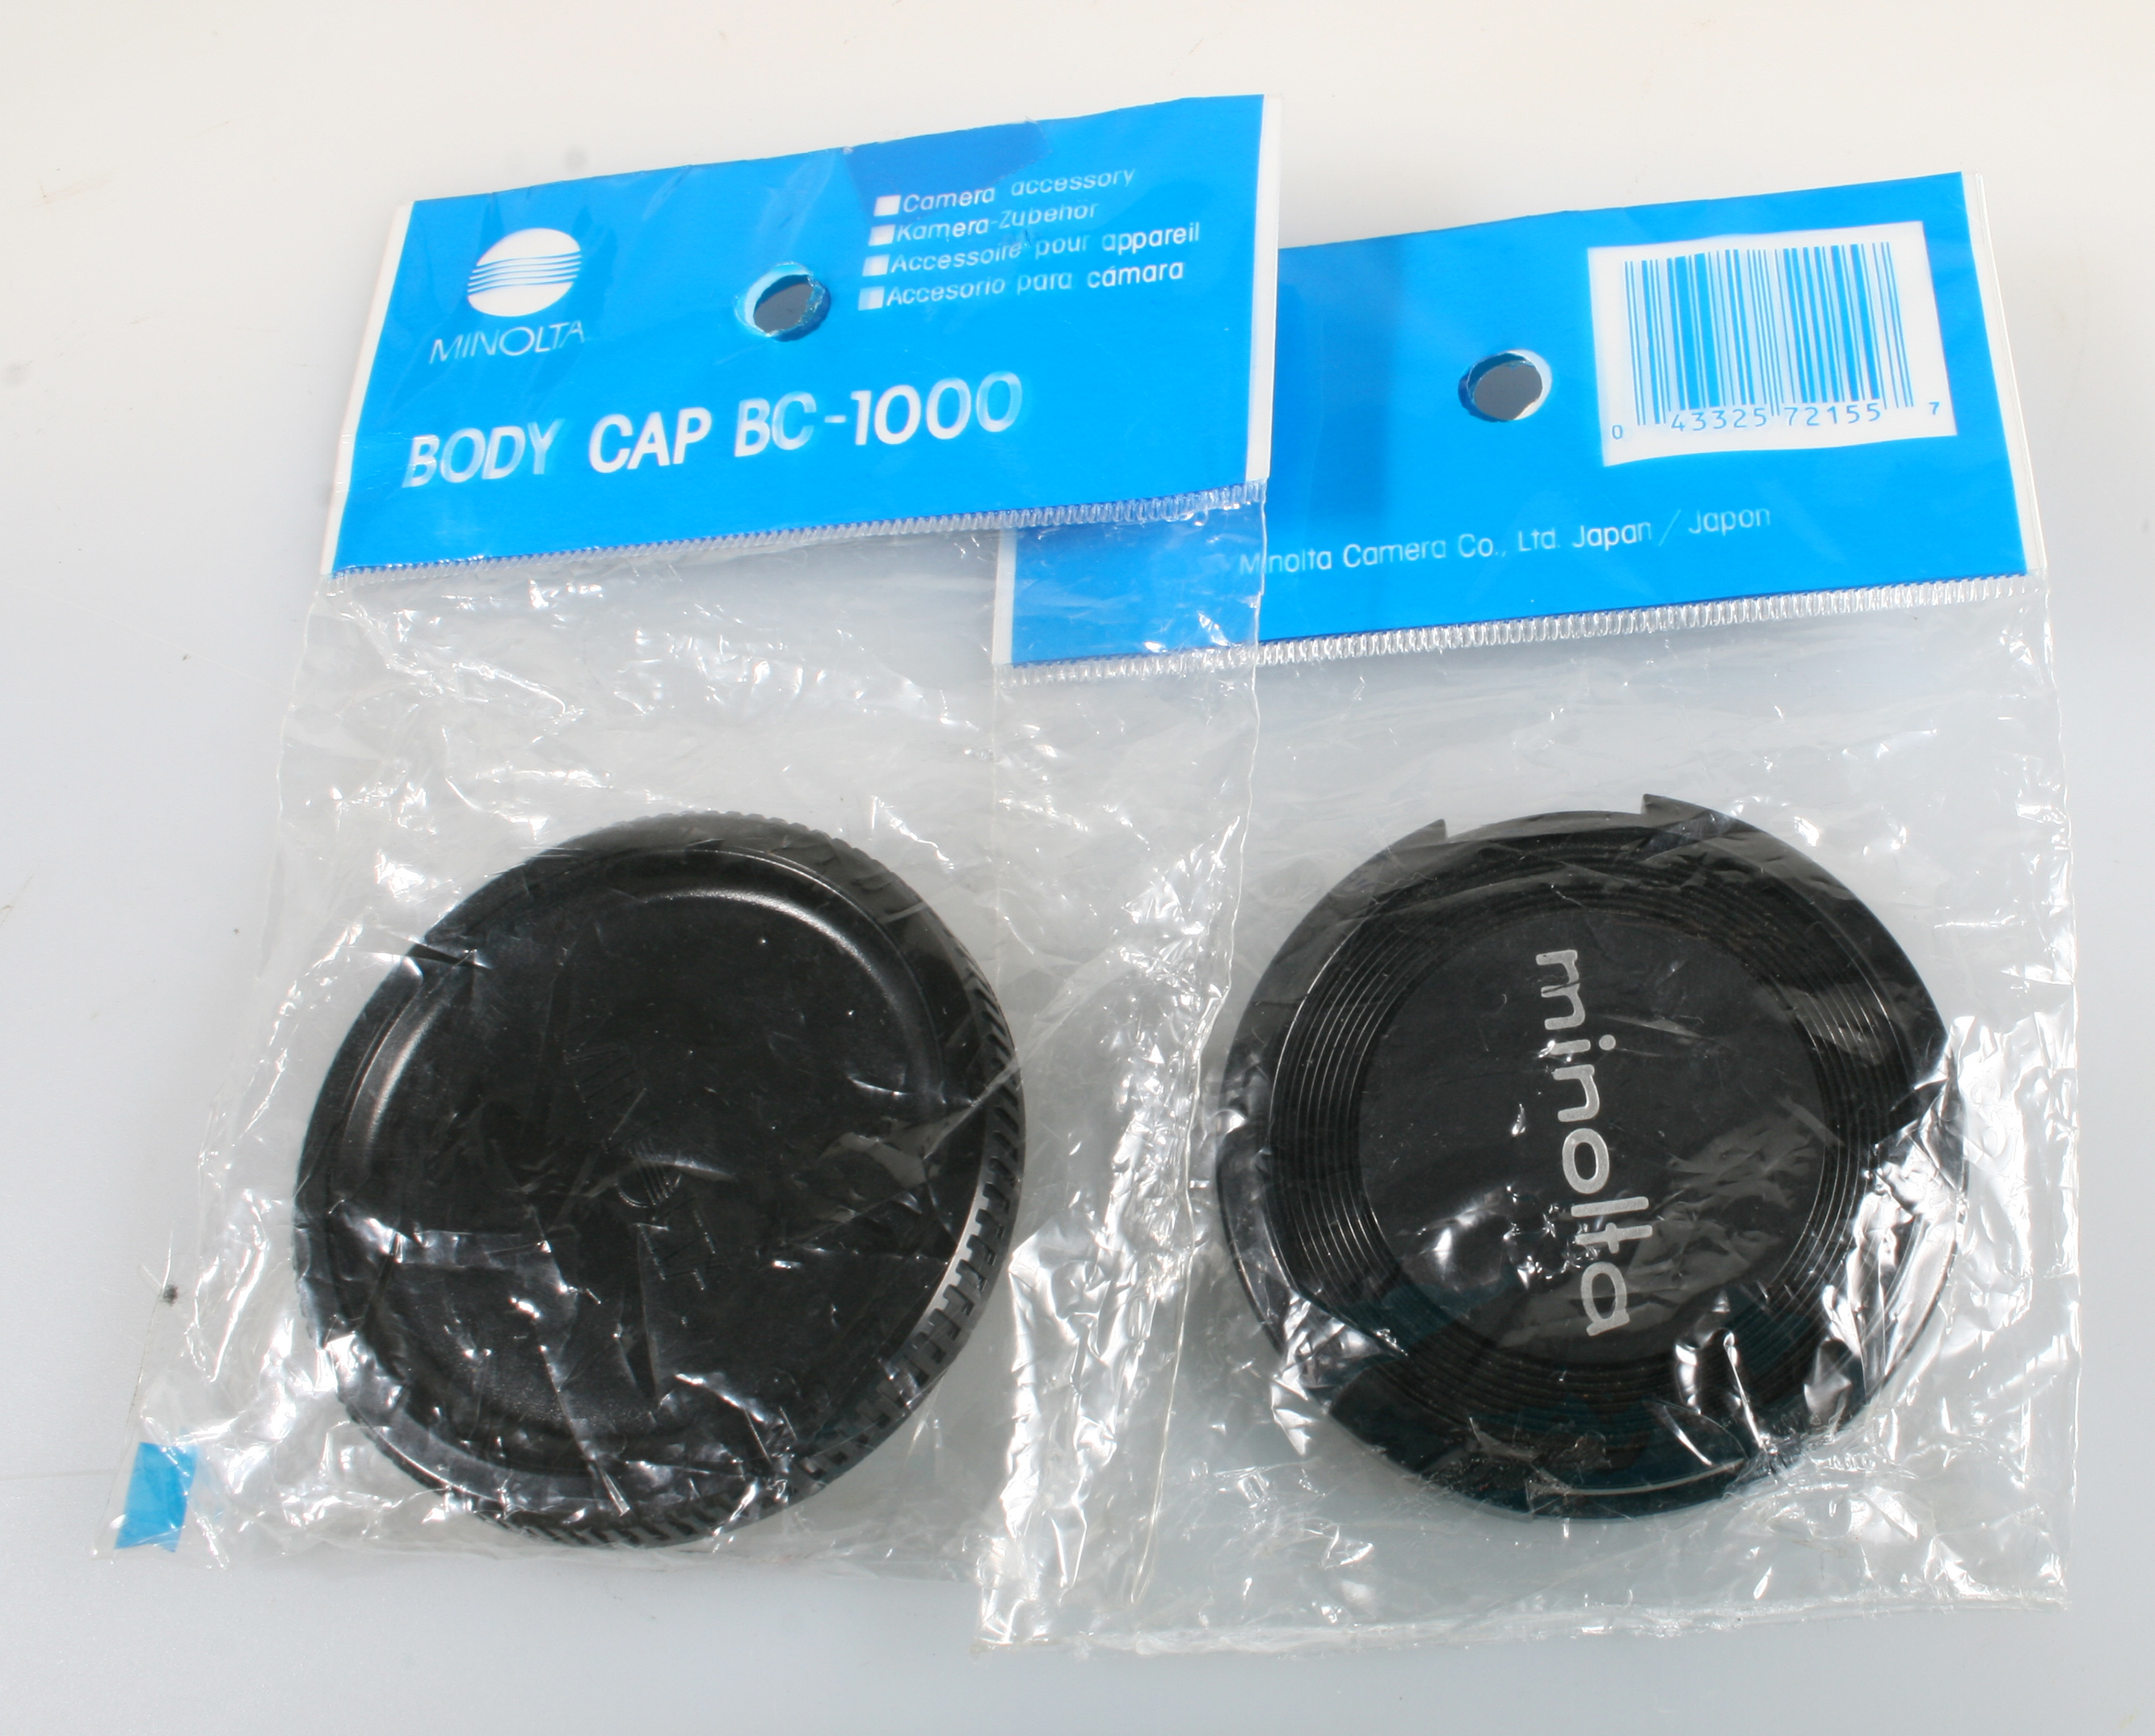 MINOLTA
Camera accessory
Kamera-Zubehör
Accessoire pour appareil
Accesorio para cámara
BODY CAP BC-1000
0 43325 72155 7
Minolta Camera Co., Ltd. Japan / Japon
minolta